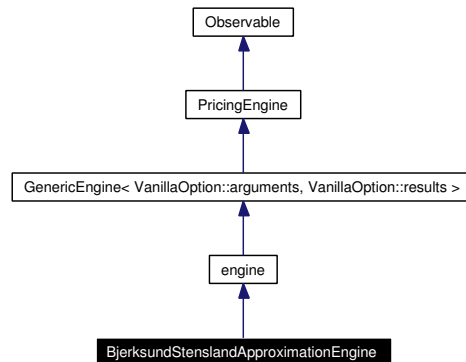 Observable
PricingEngine
GenericEngine< VanillaOption::arguments, VanillaOption::results >
engine
BjerksundStenslandApproximationEngine